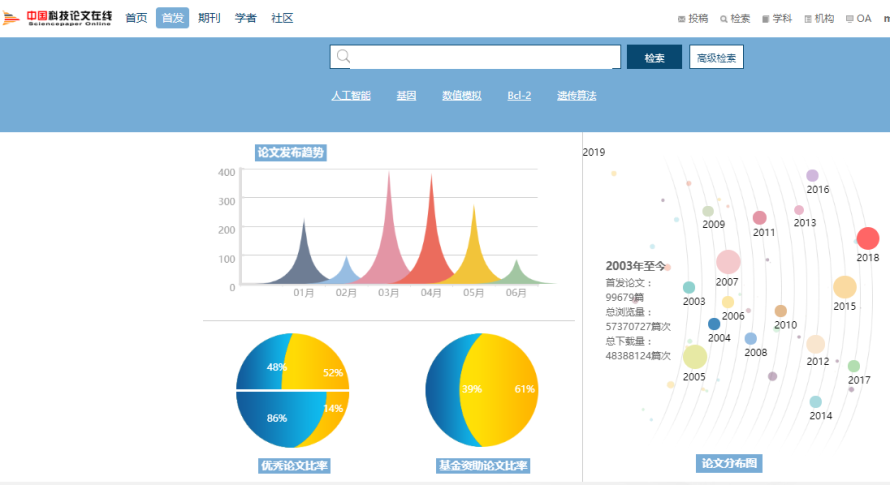 中国科技论文在线
Sciencepaper Online
首页 首发 期刊 学者 社区
投稿 检索 学科 机构 OA
检索 高级检索
人工智能 基因 数值模拟 Bcl-2 遗传算法
论文发布趋势
400
300
200
100
0
01月 02月 03月 04月 05月 06月
48% 52%
86% 14%
优秀论文比率
39% 61%
基金资助论文比率
2019
2016
2013
2009
2011
2018
2003年至今
首发论文：
99679篇
总浏览量：
57370727篇次
总下载量：
48388124篇次
2007
2003
2015
2006
2010
2004
2008
2012
2005
2017
2014
论文分布图